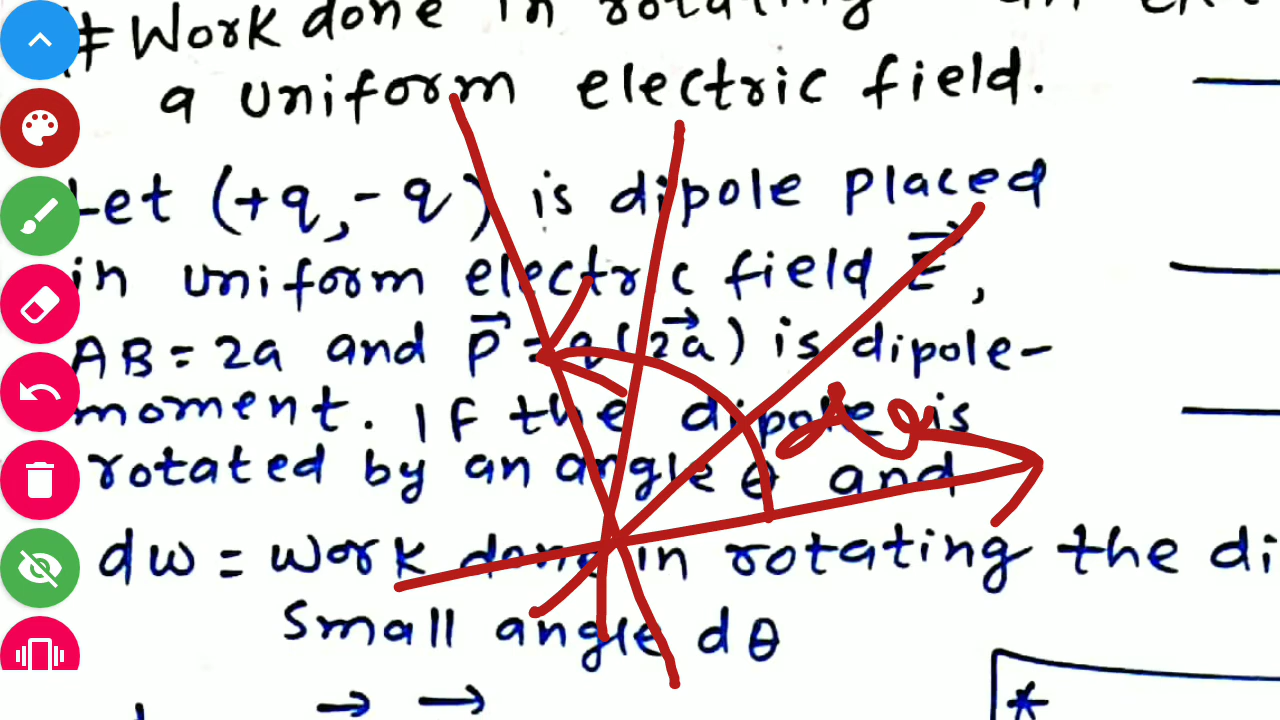 # Work done in rotating an
a uniform electric field.
Let (+q, -q) is dipole placed
in uniform electric field E⃗,
AB = 2a and p⃗ = q(2a⃗) is dipole-
moment. If the dipole is
rotated by an angle θ and
dθ
dw = work done in rotating the di
small angle dθ
*